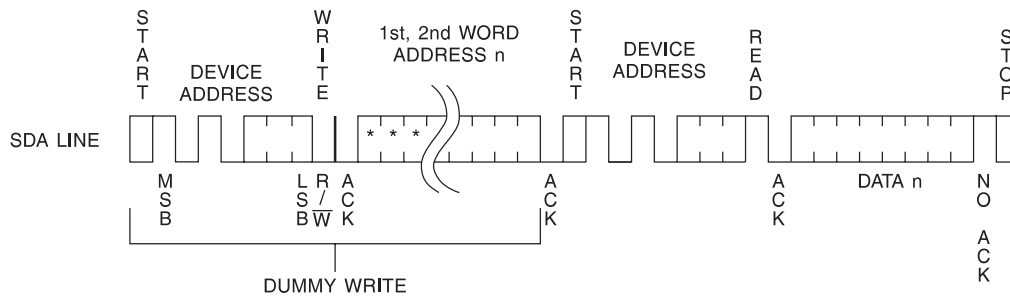 START
DEVICE
ADDRESS
WRITE
1st, 2nd WORD
ADDRESS n
START
DEVICE
ADDRESS
READ
STOP
SDA LINE
* * *
MSB
LSB
R/W̅
ACK
ACK
ACK
DATA n
NO ACK
DUMMY WRITE